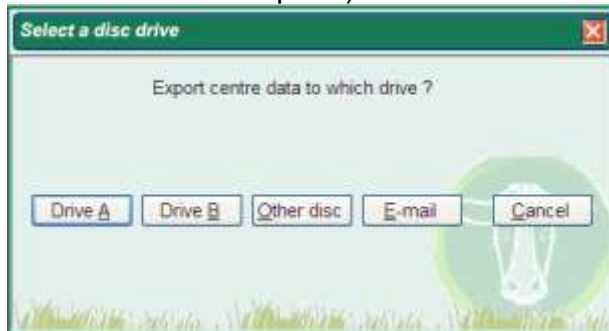 Select a disc drive
Export centre data to which drive ?
Drive A Drive B Other disc E-mail Cancel